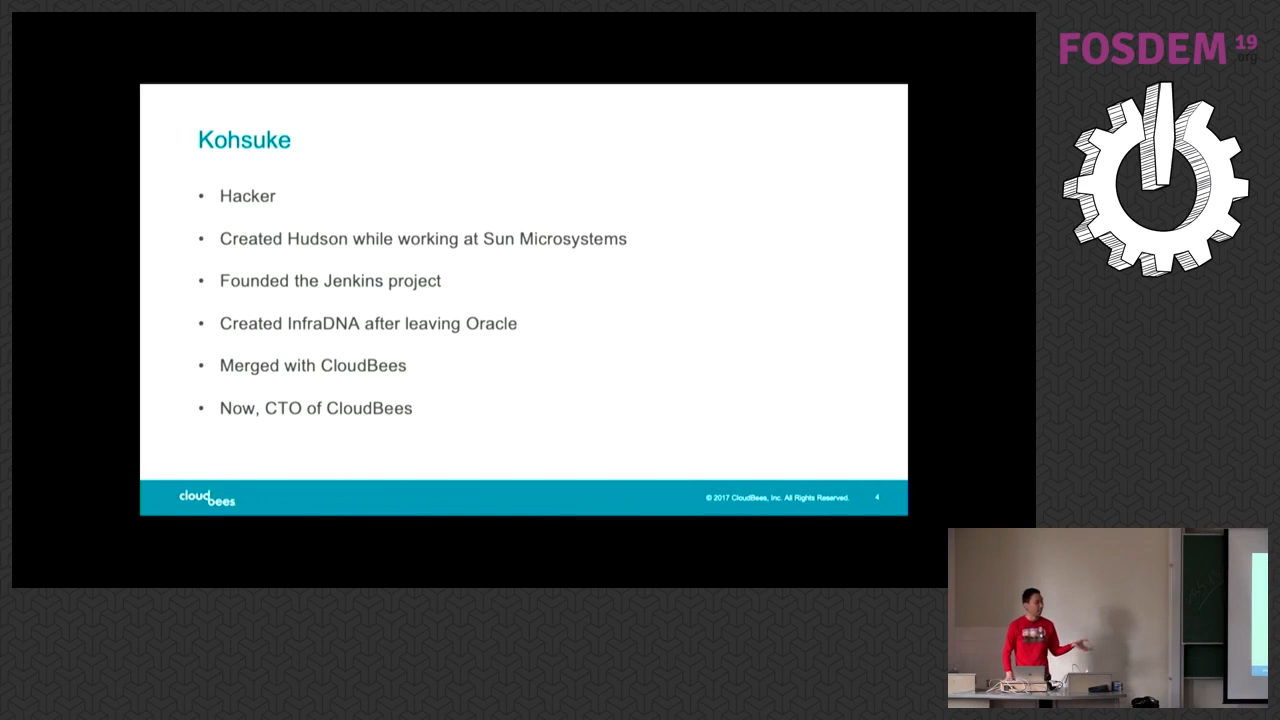 FOSDEM 19
.org
Kohsuke
• Hacker
• Created Hudson while working at Sun Microsystems
• Founded the Jenkins project
• Created InfraDNA after leaving Oracle
• Merged with CloudBees
• Now, CTO of CloudBees
cloudbees
© 2017 CloudBees, Inc. All Rights Reserved.
4